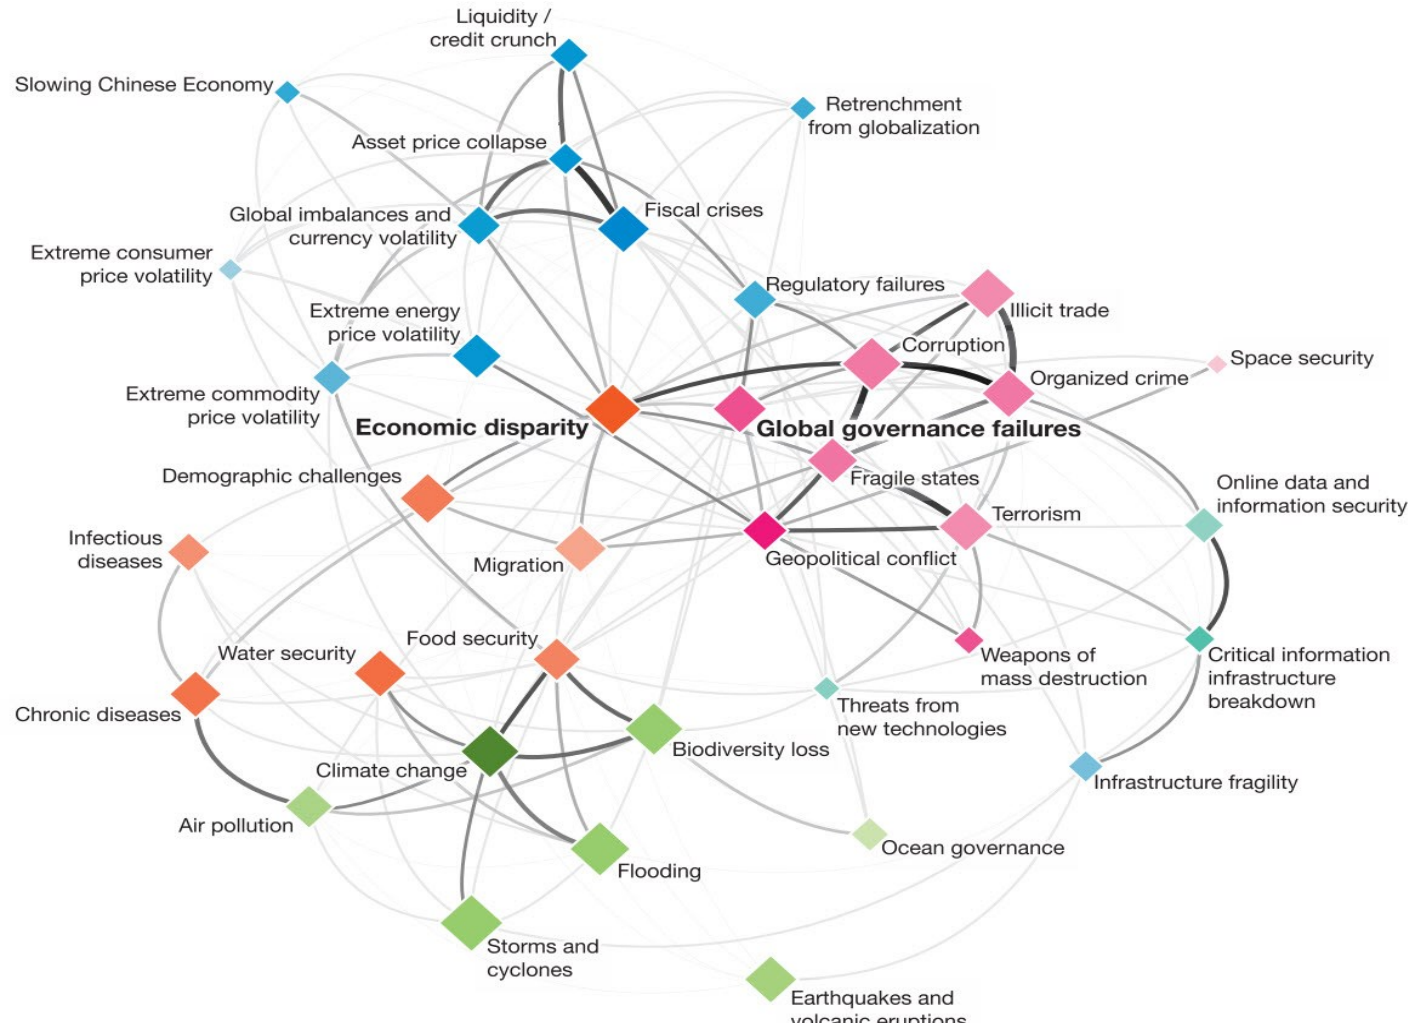 Liquidity /
credit crunch
Slowing Chinese Economy
Retrenchment
from globalization
Asset price collapse
Global imbalances and
currency volatility
Fiscal crises
Extreme consumer
price volatility
Regulatory failures
Illicit trade
Extreme energy
price volatility
Corruption
Space security
Organized crime
Extreme commodity
price volatility
Economic disparity
Global governance failures
Demographic challenges
Fragile states
Online data and
information security
Terrorism
Infectious
diseases
Migration
Geopolitical conflict
Food security
Water security
Weapons of
mass destruction
Critical information
infrastructure
breakdown
Chronic diseases
Threats from
new technologies
Biodiversity loss
Climate change
Infrastructure fragility
Air pollution
Ocean governance
Flooding
Storms and
cyclones
Earthquakes and
volcanic eruptions